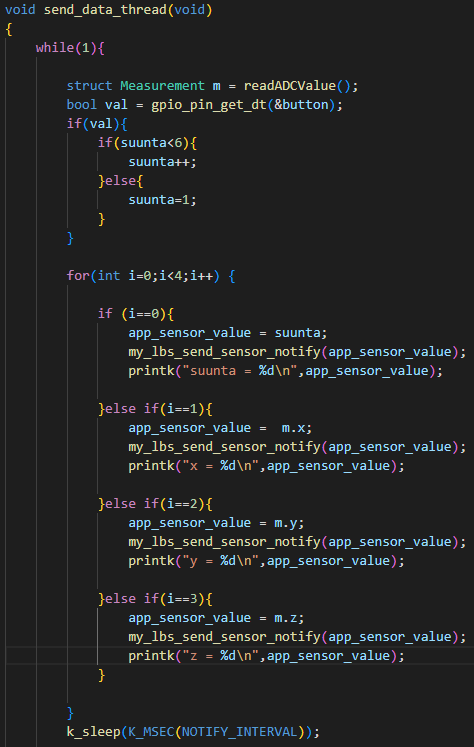 void send_data_thread(void)
{
    while(1){

        struct Measurement m = readADCValue();
        bool val = gpio_pin_get_dt(&button);
        if(val){
            if(suunta<6){
                suunta++;
            }else{
                suunta=1;
            }
        }

        for(int i=0;i<4;i++) {

            if (i==0){
                app_sensor_value = suunta;
                my_lbs_send_sensor_notify(app_sensor_value);
                printk("suunta = %d\n",app_sensor_value);

            }else if(i==1){
                app_sensor_value =  m.x;
                my_lbs_send_sensor_notify(app_sensor_value);
                printk("x = %d\n",app_sensor_value);

            }else if(i==2){
                app_sensor_value = m.y;
                my_lbs_send_sensor_notify(app_sensor_value);
                printk("y = %d\n",app_sensor_value);

            }else if(i==3){
                app_sensor_value = m.z;
                my_lbs_send_sensor_notify(app_sensor_value);
                printk("z = %d\n",app_sensor_value);
            }

        }
        k_sleep(K_MSEC(NOTIFY_INTERVAL));